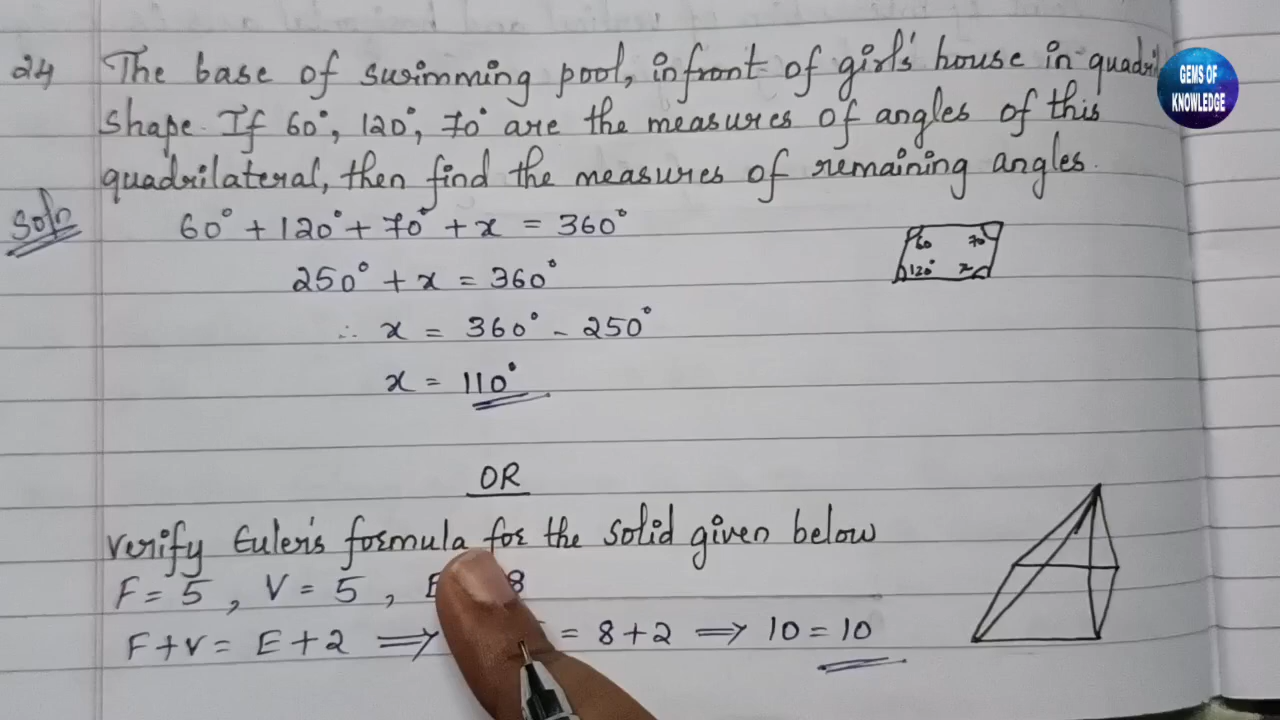 24 The base of swimming pool, infront of girl's house in quadril
GEMS OF
KNOWLEDGE
Shape. If 60°, 120°, 70° are the measures of angles of this
quadrilateral, then find the measures of remaining angles.
Soln
60° + 120° + 70° + x = 360°
60 70°
120° x
250° + x = 360°
∴ x = 360° - 250°
x = 110°
OR
Verify Euler's formula for the solid given below
F = 5, V = 5, E 8
F+V = E+2 ⟹ = 8+2 ⟹ 10 = 10